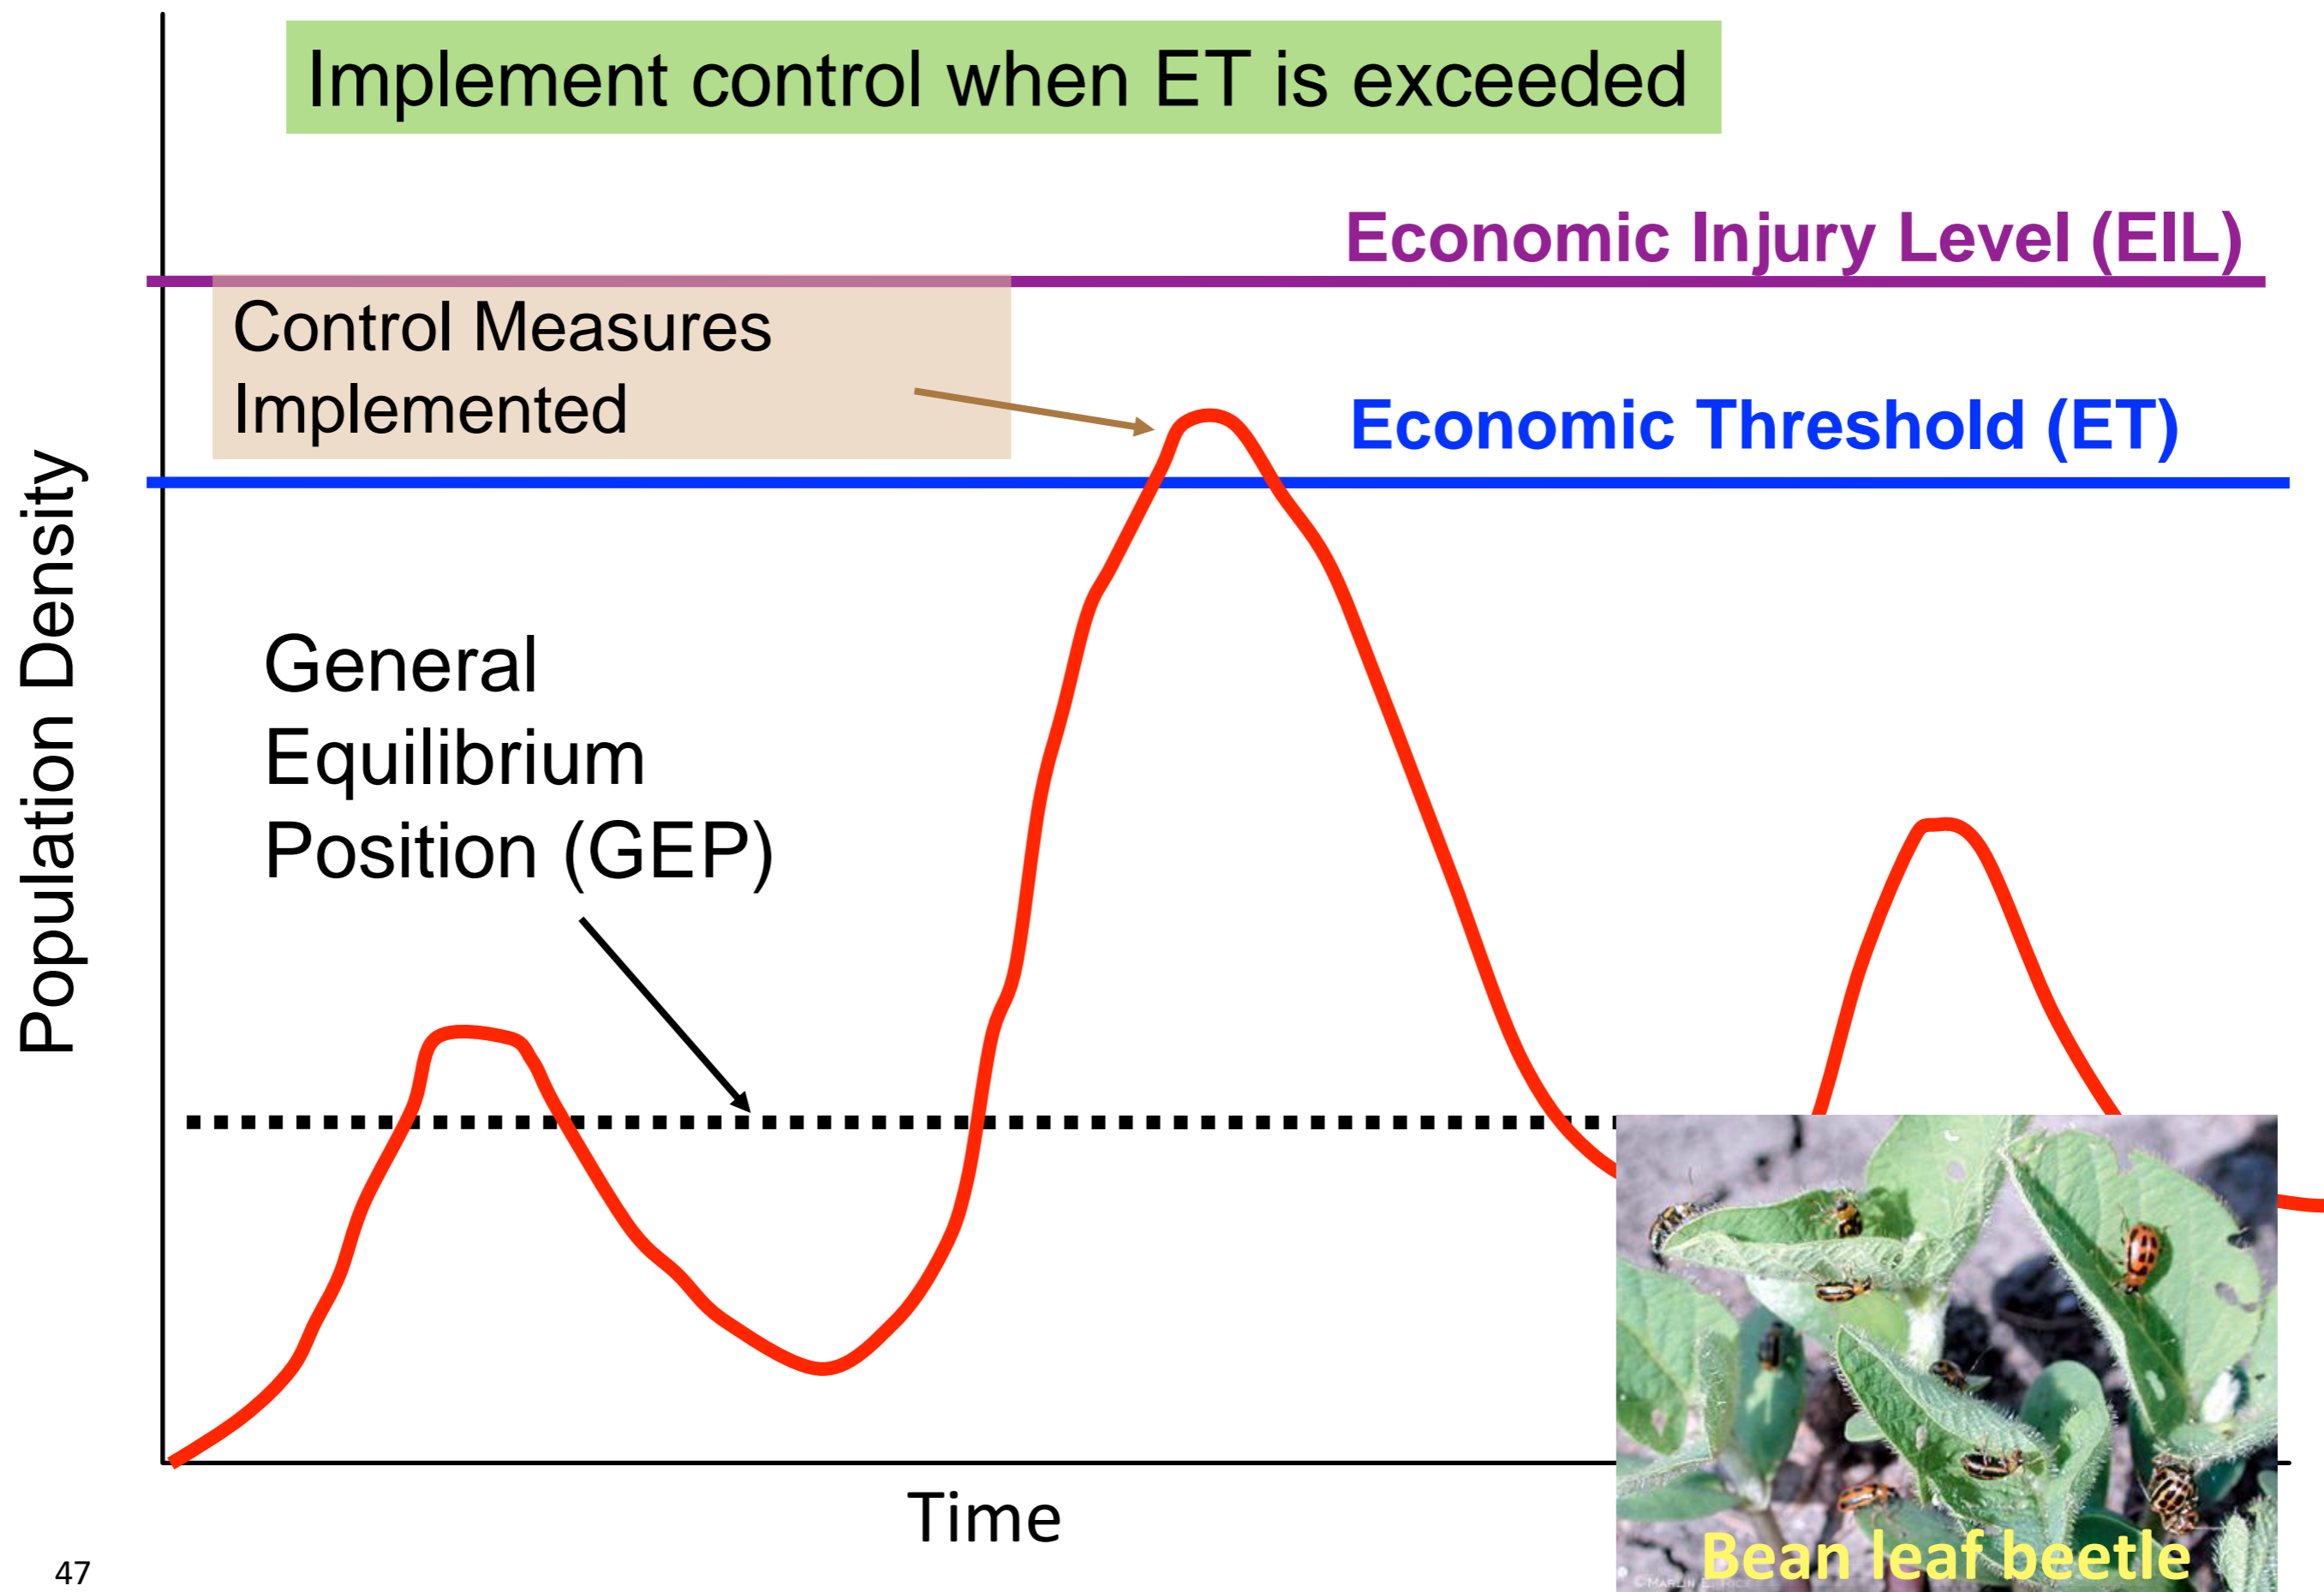 Implement control when ET is exceeded
Economic Injury Level (EIL)
Control Measures
Implemented
Economic Threshold (ET)
Population Density
General
Equilibrium
Position (GEP)
Time
Bean leaf beetle
47